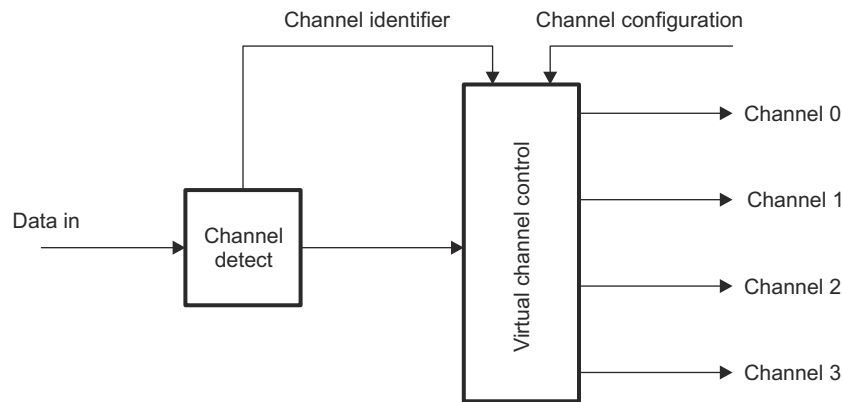 Channel identifier
Channel configuration
Channel 0
Data in
Channel
detect
Virtual channel control
Channel 1
Channel 2
Channel 3